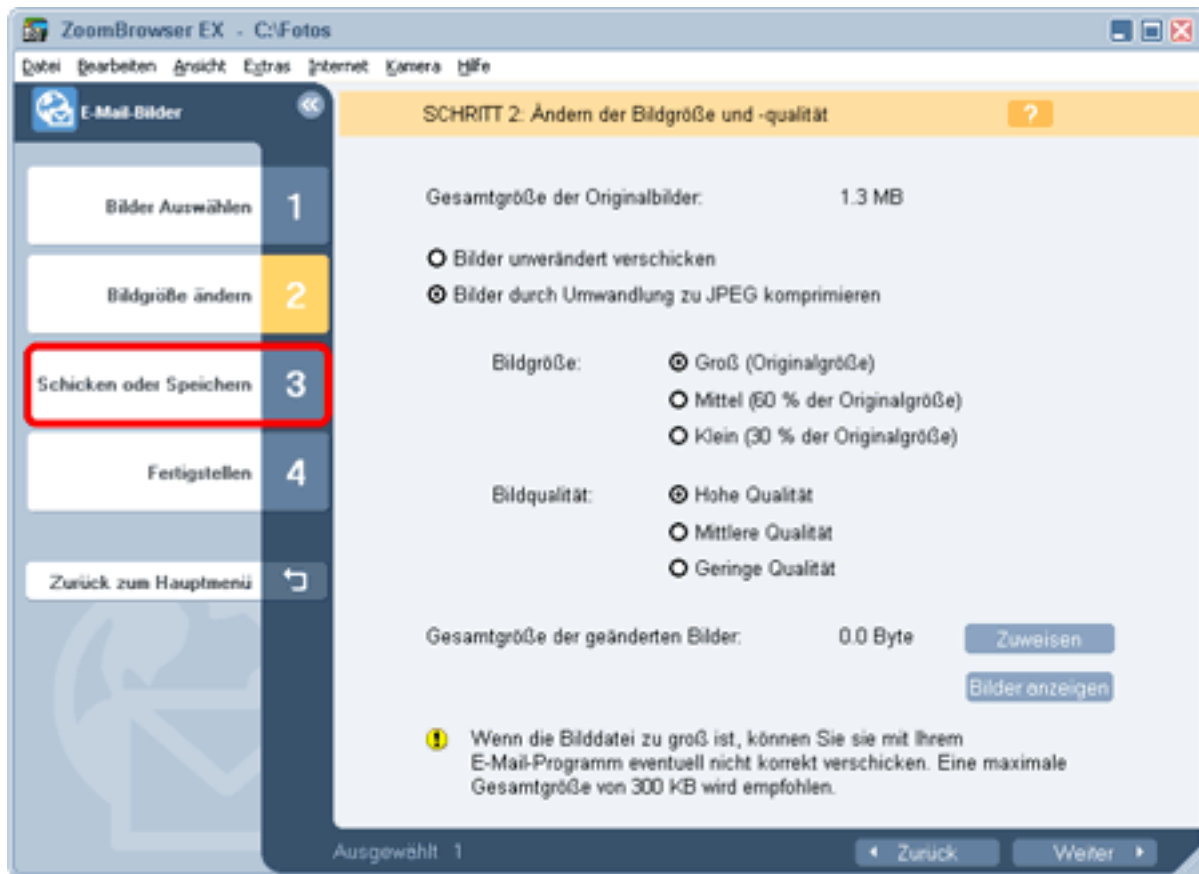 ZoomBrowser EX - C:\Fotos
Datei Bearbeiten Ansicht Extras Internet Kamera Hilfe
E-Mail-Bilder
Bilder Auswählen 1
Bildgröße ändern 2
Schicken oder Speichern 3
Fertigstellen 4
Zurück zum Hauptmenü
SCHRITT 2: Ändern der Bildgröße und -qualität ?
Gesamtgröße der Originalbilder: 1.3 MB
Bilder unverändert verschicken
Bilder durch Umwandlung zu JPEG komprimieren
Bildgröße: Groß (Originalgröße)
Mittel (60 % der Originalgröße)
Klein (30 % der Originalgröße)
Bildqualität: Hohe Qualität
Mittlere Qualität
Geringe Qualität
Gesamtgröße der geänderten Bilder: 0.0 Byte Zuweisen
Bilder anzeigen
Wenn die Bilddatei zu groß ist, können Sie sie mit Ihrem
E-Mail-Programm eventuell nicht korrekt verschicken. Eine maximale
Gesamtgröße von 300 KB wird empfohlen.
Ausgewählt 1 Zurück Weiter